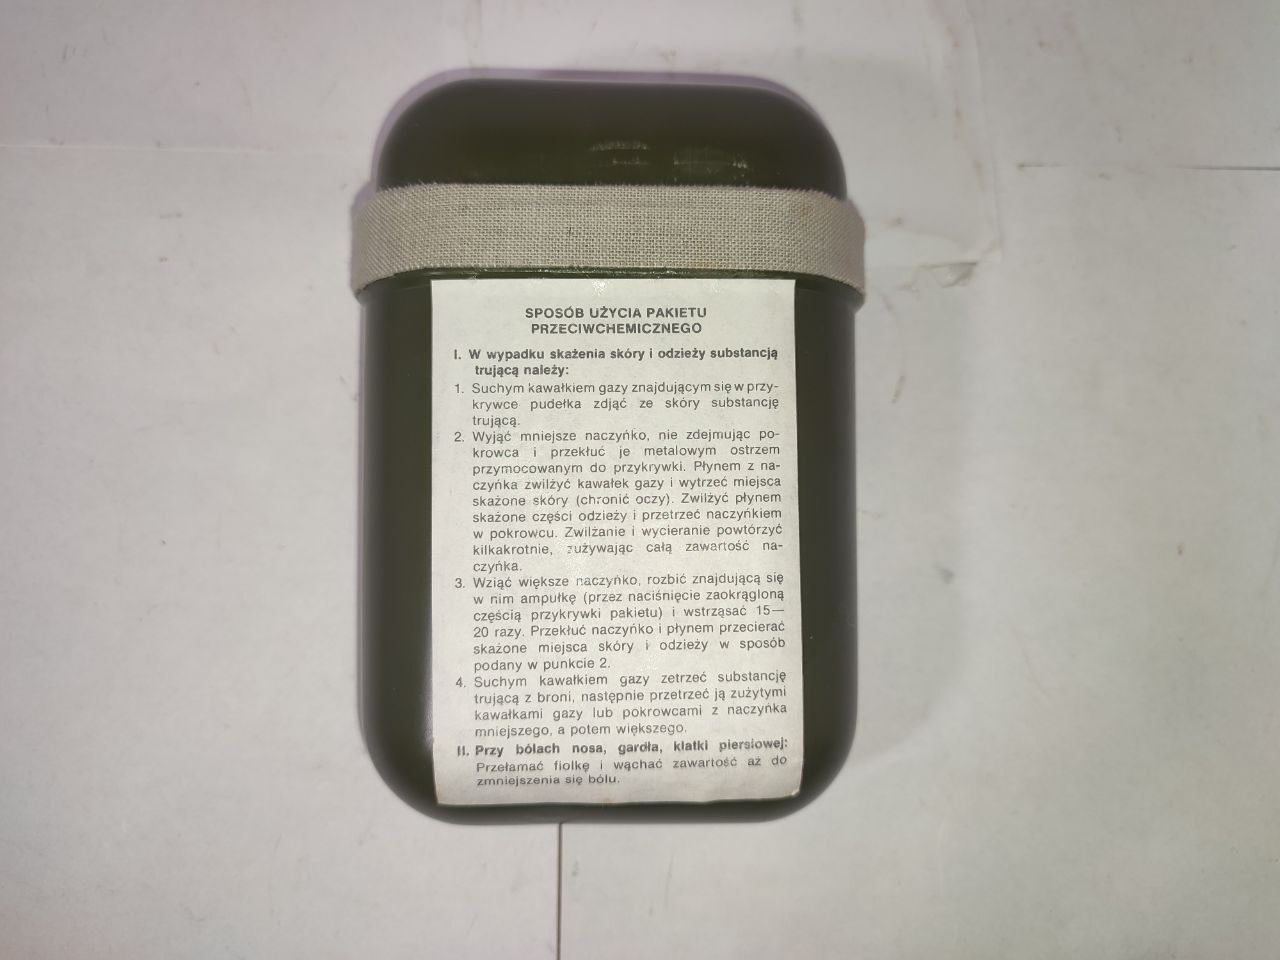 SPOSÓB UŻYCIA PAKIETU
PRZECIWCHEMICZNEGO
I. W wypadku skażenia skóry i odzieży substancją
trującą należy:
1. Suchym kawałkiem gazy znajdującym się w przy-
krywce pudełka zdjąć ze skóry substancję
trującą.
2. Wyjąć mniejsze naczyńko, nie zdejmując po-
krowca i przekłuć je metalowym ostrzem
przymocowanym do przykrywki. Płynem z na-
czyńka zwilżyć kawałek gazy i wytrzeć miejsca
skażone skóry (chronić oczy). Zwilżyć płynem
skażone części odzieży i przetrzeć naczyńkiem
w pokrowcu. Zwilżanie i wycieranie powtórzyć
kilkakrotnie, zużywając całą zawartość na-
czyńka.
3. Wziąć większe naczyńko, rozbić znajdującą się
w nim ampułkę (przez naciśnięcie zaokrągloną
częścią przykrywki pakietu) i wstrząsać 15—
20 razy. Przekłuć naczyńko i płynem przecierać
skażone miejsca skóry i odzieży w sposób
podany w punkcie 2.
4. Suchym kawałkiem gazy zetrzeć substancję
trującą z broni, następnie przetrzeć ją zużytymi
kawałkami gazy lub pokrowcami z naczyńka
mniejszego, a potem większego.
II. Przy bólach nosa, gardła, klatki piersiowej:
Przełamać fiolkę i wąchać zawartość aż do
zmniejszenia się bólu.